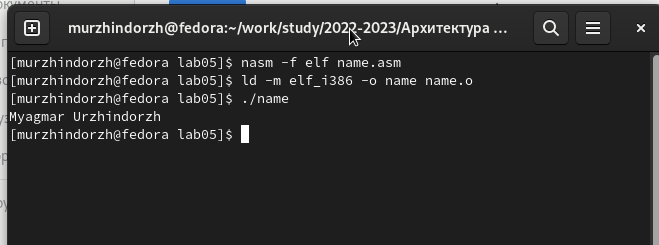 murzhindorzh@fedora:~/work/study/2022-2023/Архитектура ...
[murzhindorzh@fedora lab05]$ nasm -f elf name.asm
[murzhindorzh@fedora lab05]$ ld -m elf_i386 -o name name.o
[murzhindorzh@fedora lab05]$ ./name
Myagmar Urzhindorzh
[murzhindorzh@fedora lab05]$